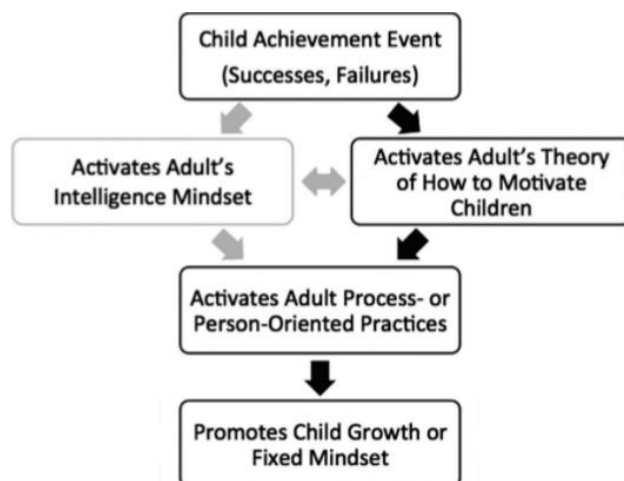 Child Achievement Event
(Successes, Failures)
Activates Adult's
Intelligence Mindset
Activates Adult's Theory
of How to Motivate
Children
Activates Adult Process- or
Person-Oriented Practices
Promotes Child Growth or
Fixed Mindset